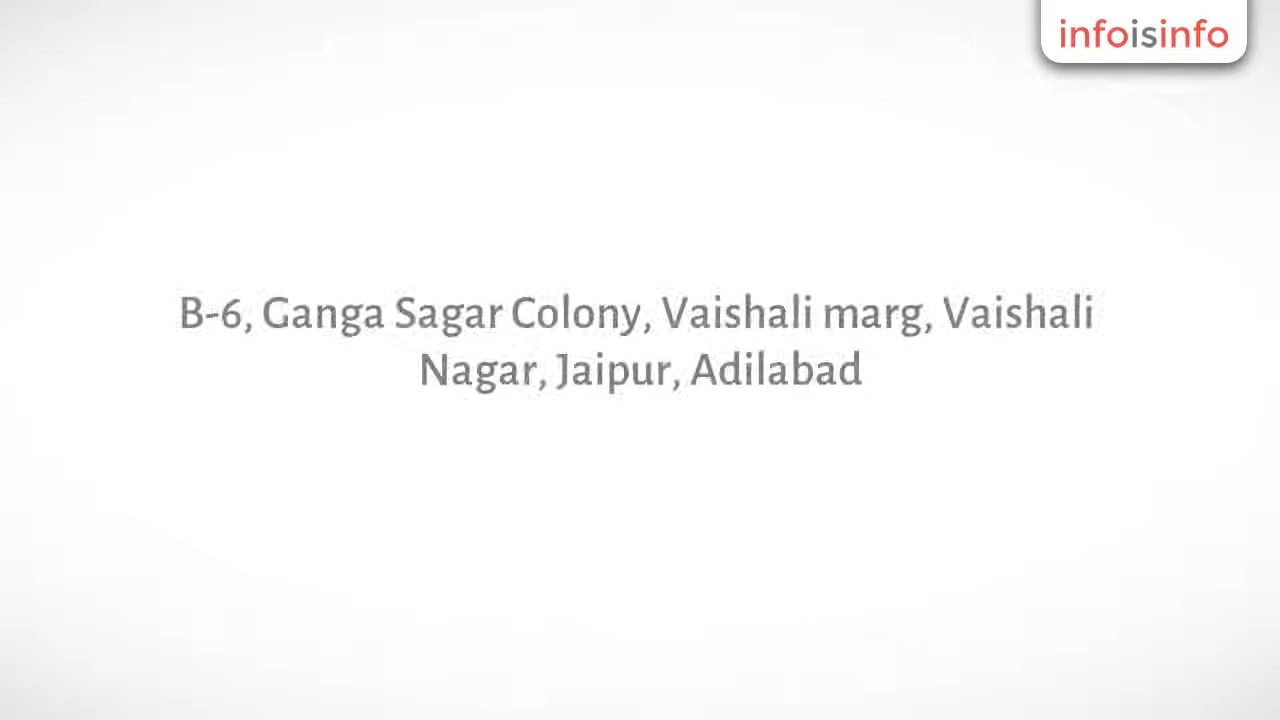 infoisinfo
B-6, Ganga Sagar Colony, Vaishali marg, Vaishali
Nagar, Jaipur, Adilabad